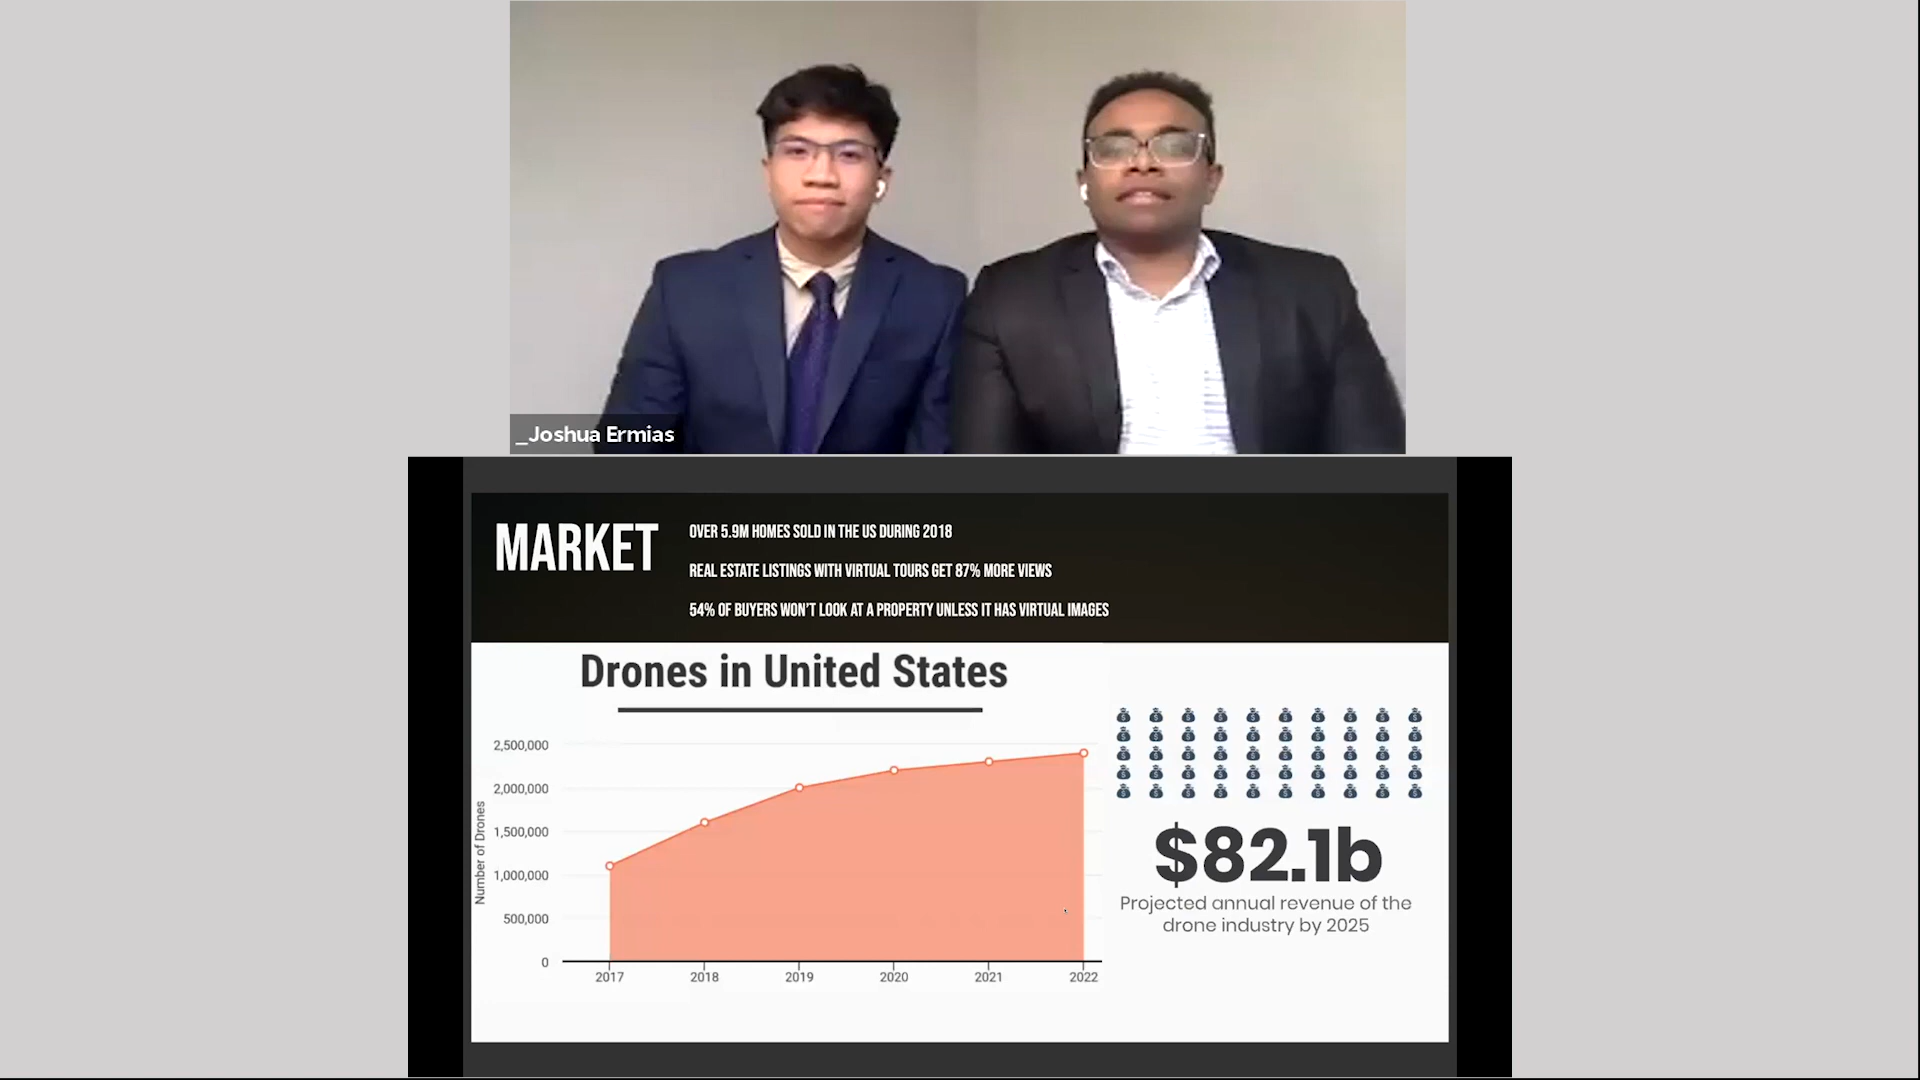 _Joshua Ermias
MARKET
OVER 5.9M HOMES SOLD IN THE US DURING 2018
REAL ESTATE LISTINGS WITH VIRTUAL TOURS GET 87% MORE VIEWS
54% OF BUYERS WON'T LOOK AT A PROPERTY UNLESS IT HAS VIRTUAL IMAGES
Drones in United States
Number of Drones
2,500,000
2,000,000
1,500,000
1,000,000
500,000
0
2017 2018 2019 2020 2021 2022
$82.1b
Projected annual revenue of the
drone industry by 2025